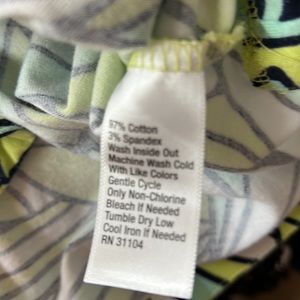 97% Cotton
3% Spandex
Wash Inside Out
Machine Wash Cold
With Like Colors
Gentle Cycle
Only Non-Chlorine
Bleach If Needed
Tumble Dry Low
Cool Iron If Needed
RN 31104